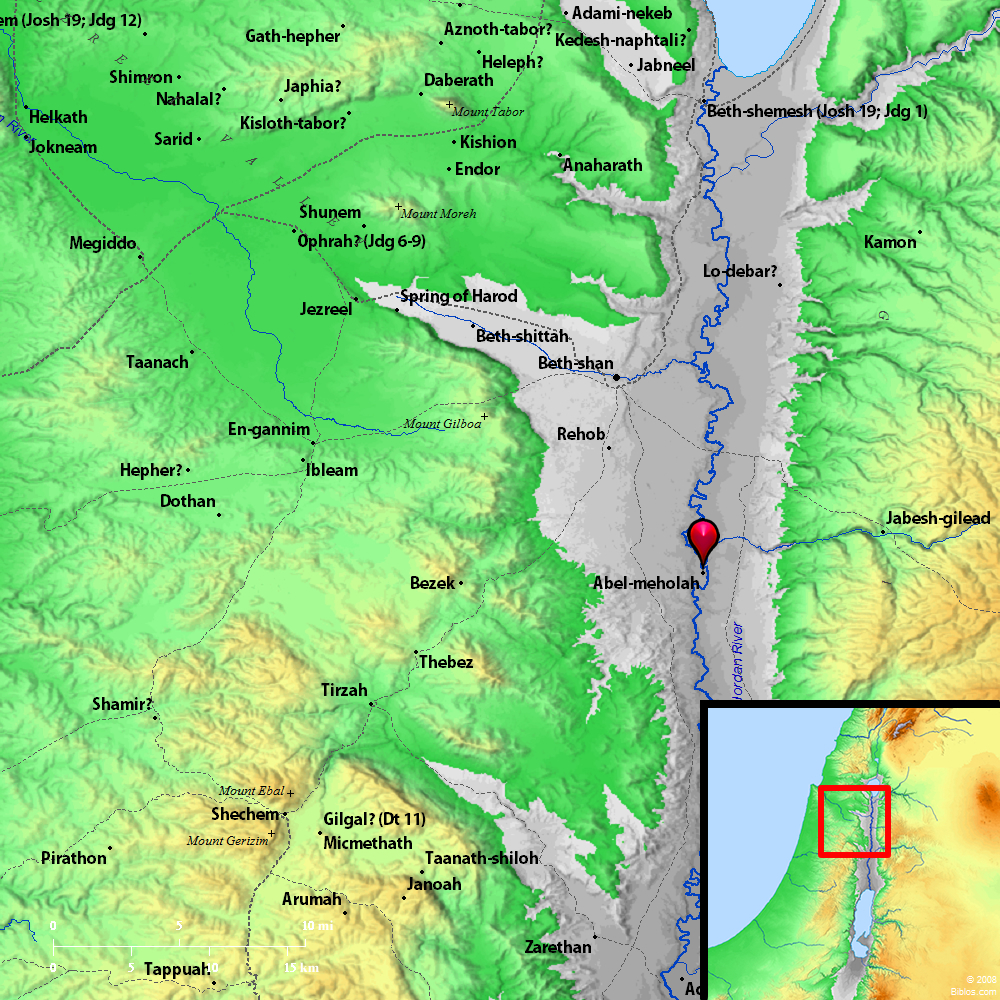 em (Josh 19; Jdg 12)
Adami-nekeb
Gath-hepher
Aznoth-tabor?
Kedesh-naphtali?
Heleph?
Jabneel
Shimron
Japhia?
Daberath
Nahalal?
Mount Tabor
Beth-shemesh (Josh 19; Jdg 1)
Helkath
Kisloth-tabor?
River
Sarid
Kishion
Jokneam
Endor
Anaharath
Shunem
Mount Moreh
Megiddo
Ophrah? (Jdg 6-9)
Kamon
Lo-debar?
Spring of Harod
Jezreel
G
Beth-shittah
Taanach
Beth-shan
Mount Gilboa
En-gannim
Rehob
Hepher?
Ibleam
Dothan
Jabesh-gilead
Bezek
Abel-meholah
Jordan River
Thebez
Tirzah
Shamir?
Mount Ebal
Shechem
Gilgal? (Dt 11)
Mount Gerizim
Micmethath
Pirathon
Taanath-shiloh
Janoah
Arumah
0 5 10 mi
Zarethan
0 5 10 15 km
Tappuah
© 2008
Biblos.com